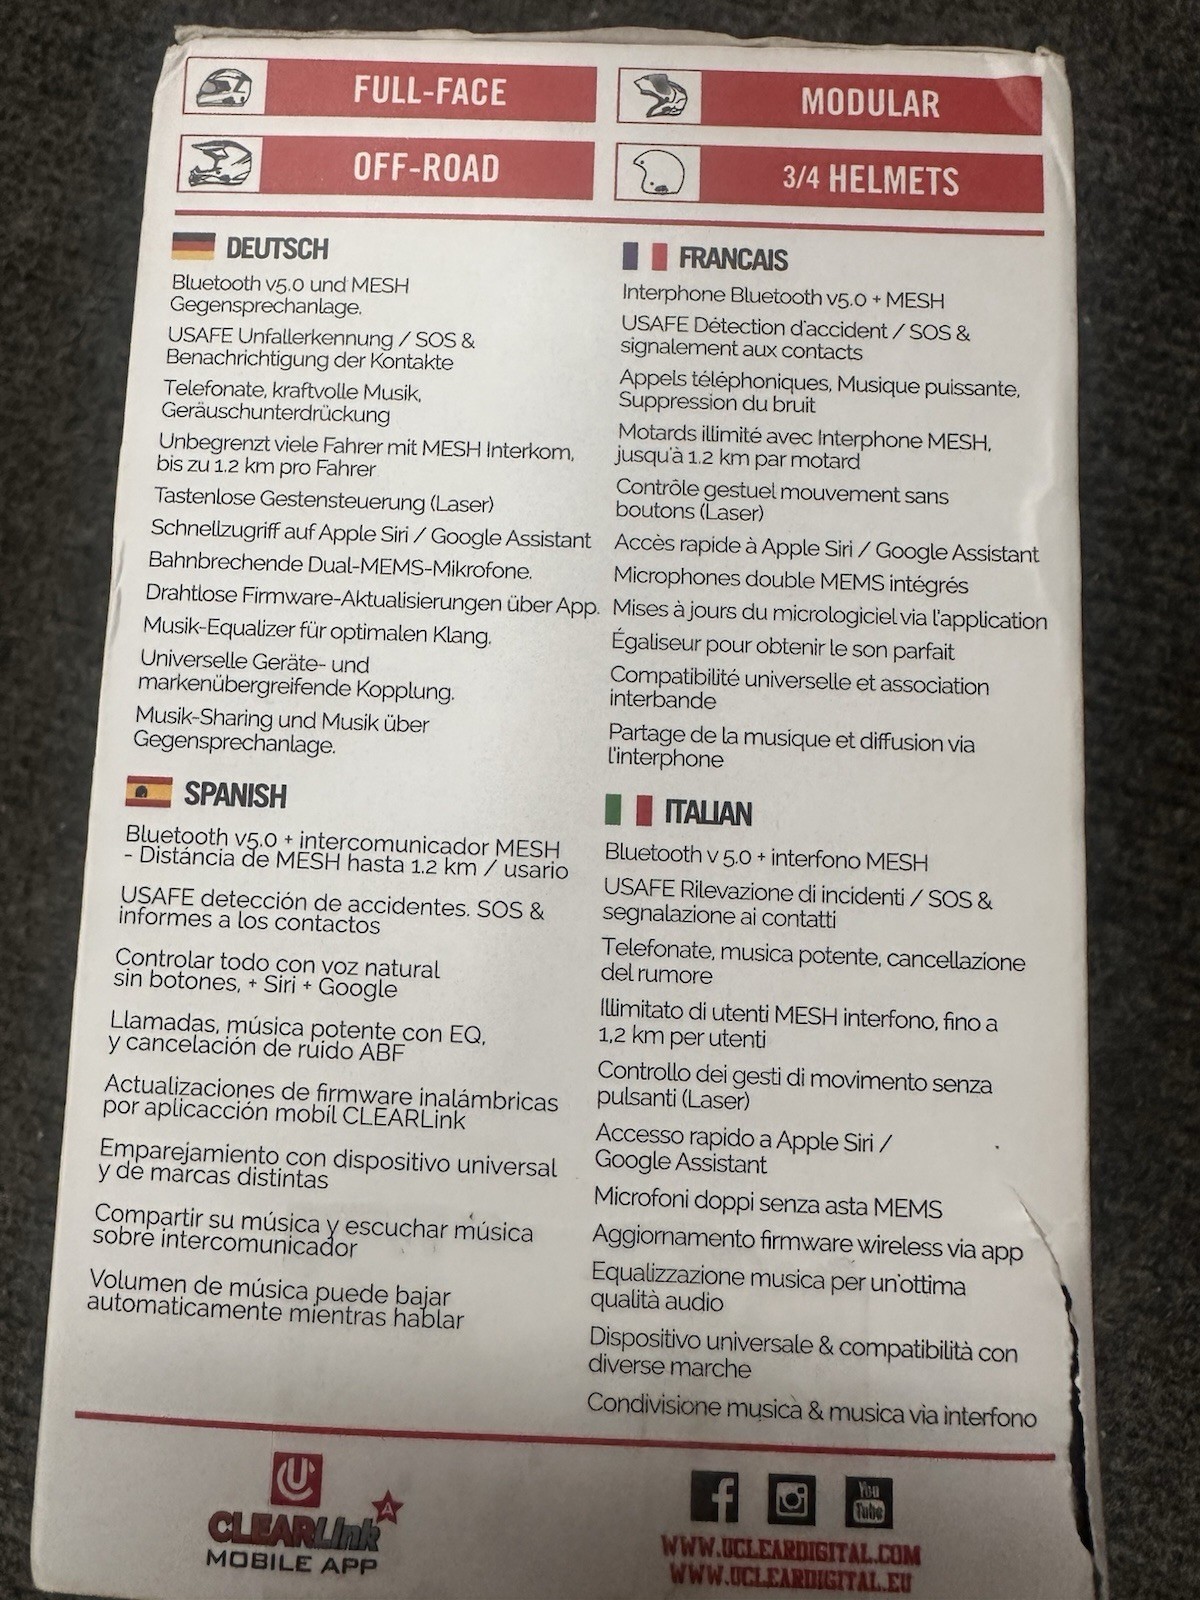 FULL-FACE
MODULAR
OFF-ROAD
3/4 HELMETS
DEUTSCH
Bluetooth v5.0 und MESH
Gegensprechanlage.
USAFE Unfallerkennung / SOS &
Benachrichtigung der Kontakte
Telefonate, kraftvolle Musik,
Geräuschunterdrückung
Unbegrenzt viele Fahrer mit MESH Interkom,
bis zu 1.2 km pro Fahrer
Tastenlose Gestensteuerung (Laser)
Schnellzugriff auf Apple Siri / Google Assistant
Bahnbrechende Dual-MEMS-Mikrofone.
Drahtlose Firmware-Aktualisierungen über App.
Musik-Equalizer für optimalen Klang.
Universelle Geräte- und
markenübergreifende Kopplung.
Musik-Sharing und Musik über
Gegensprechanlage.
FRANCAIS
Interphone Bluetooth v5.0 + MESH
USAFE Détection d'accident / SOS &
signalement aux contacts
Appels téléphoniques, Musique puissante,
Suppression du bruit
Motards illimité avec Interphone MESH,
jusqu'à 1.2 km par motard
Contrôle gestuel mouvement sans
boutons (Laser)
Accès rapide à Apple Siri / Google Assistant
Microphones double MEMS intégrés
Mises à jours du micrologiciel via l'application
Égaliseur pour obtenir le son parfait
Compatibilité universelle et association
interbande
Partage de la musique et diffusion via
l'interphone
SPANISH
Bluetooth v5.0 + intercomunicador MESH
- Distáncia de MESH hasta 1.2 km / usario
USAFE detección de accidentes. SOS &
informes a los contactos
Controlar todo con voz natural
sin botones, + Siri + Google
Llamadas, música potente con EQ,
y cancelación de ruido ABF
Actualizaciones de firmware inalámbricas
por aplicacción mobíl CLEARLink
Emparejamiento con dispositivo universal
y de marcas distintas
Compartir su música y escuchar música
sobre intercomunicador
Volumen de música puede bajar
automaticamente mientras hablar
ITALIAN
Bluetooth v 5.0 + interfono MESH
USAFE Rilevazione di incidenti / SOS &
segnalazione ai contatti
Telefonate, musica potente, cancellazione
del rumore
Illimitato di utenti MESH interfono, fino a
1,2 km per utenti
Controllo dei gesti di movimento senza
pulsanti (Laser)
Accesso rapido a Apple Siri /
Google Assistant
Microfoni doppi senza asta MEMS
Aggiornamento firmware wireless via app
Equalizzazione musica per un'ottima
qualità audio
Dispositivo universale & compatibilità con
diverse marche
Condivisione musica & musica via interfono
UC
CLEARLink A
MOBILE APP
f
You
Tube
WWW.UCLEARDIGITAL.COM
WWW.UCLEARDIGITAL.EU